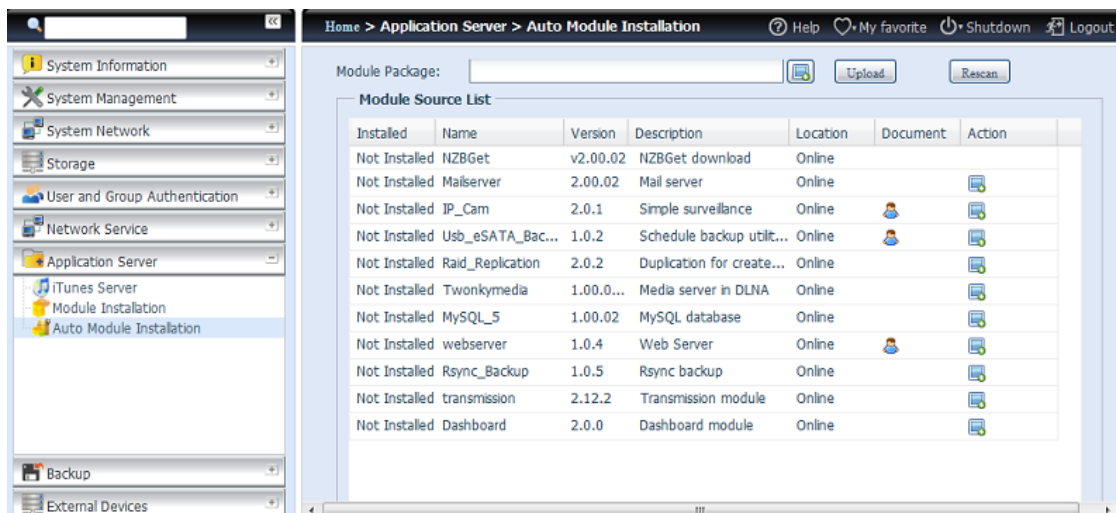 Home > Application Server > Auto Module Installation
Help
My favorite
Shutdown
Logout
System Information
System Management
System Network
Storage
User and Group Authentication
Network Service
Application Server
iTunes Server
Module Installation
Auto Module Installation
Backup
External Devices
Module Package: Upload Rescan
Module Source List
Installed Name Version Description Location Document Action
Not Installed NZBGet v2.00.02 NZBGet download Online
Not Installed Mailserver 2.00.02 Mail server Online
Not Installed IP_Cam 2.0.1 Simple surveillance Online
Not Installed Usb_eSATA_Bac... 1.0.2 Schedule backup utilit... Online
Not Installed Raid_Replication 2.0.2 Duplication for create... Online
Not Installed Twonkymedia 1.00.0... Media server in DLNA Online
Not Installed MySQL_5 1.00.02 MySQL database Online
Not Installed webserver 1.0.4 Web Server Online
Not Installed Rsync_Backup 1.0.5 Rsync backup Online
Not Installed transmission 2.12.2 Transmission module Online
Not Installed Dashboard 2.0.0 Dashboard module Online